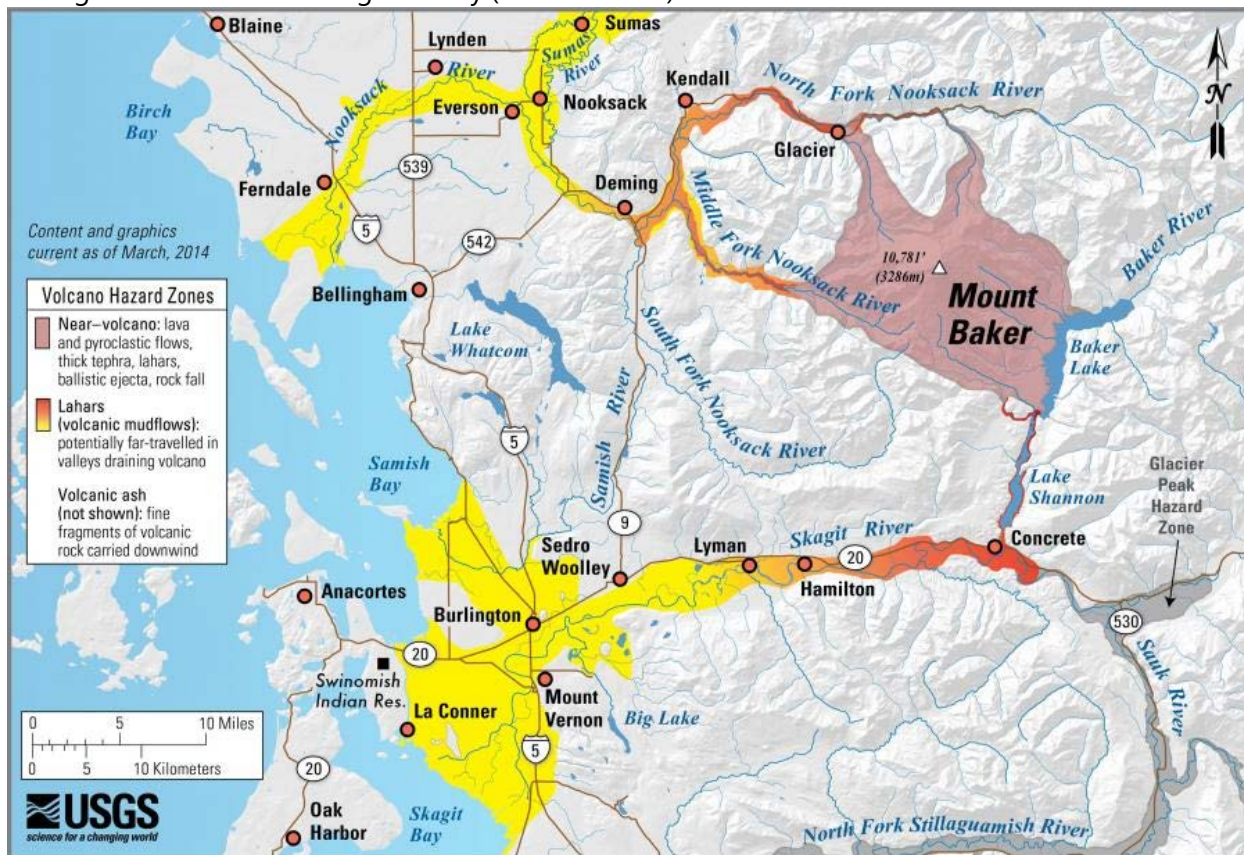 Blaine
Sumas
Lynden
River
Sumas
River
Kendall
North Fork Nooksack River
N
Birch
Bay
Nooksack
Everson
Nooksack
Glacier
539
Ferndale
Deming
Middle Fork Nooksack River
Baker River
Content and graphics
current as of March, 2014
5
542
10,781'
(3286m)
Mount
Baker
Bellingham
Lake
Whatcom
South Fork Nooksack River
Baker
Lake
Volcano Hazard Zones
Near–volcano: lava
and pyroclastic flows,
thick tephra, lahars,
ballistic ejecta, rock fall
Lahars
(volcanic mudflows):
potentially far-travelled in
valleys draining volcano
Volcanic ash
(not shown): fine
fragments of volcanic
rock carried downwind
5
Samish River
Samish
Bay
Lake
Shannon
Glacier
Peak
Hazard
Zone
9
Skagit River
20
Concrete
Sedro
Woolley
Lyman
Hamilton
Anacortes
Burlington
530
Sauk River
20
Swinomish
Indian Res.
Mount
Vernon
La Conner
Big Lake
0 5 10 Miles
0 5 10 Kilometers
5
20
USGS
science for a changing world
Oak
Harbor
Skagit
Bay
North Fork Stillaguamish River